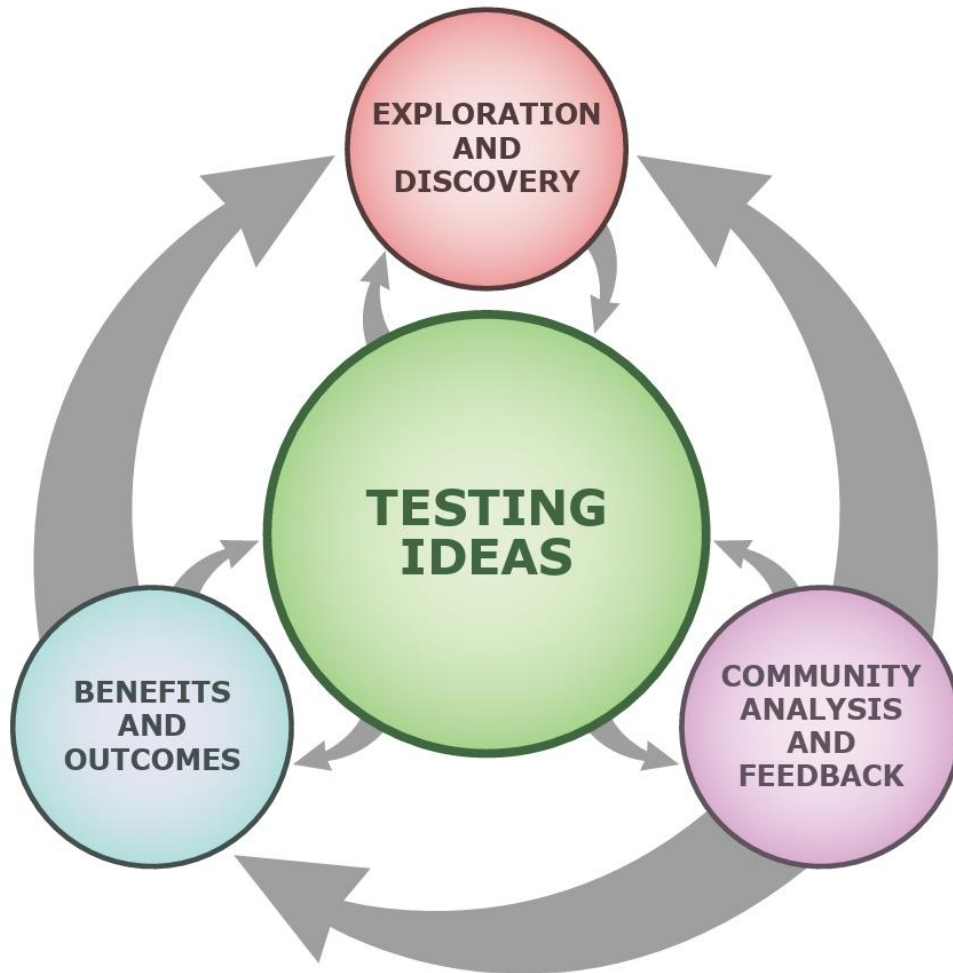 EXPLORATION
AND
DISCOVERY
TESTING
IDEAS
BENEFITS
AND
OUTCOMES
COMMUNITY
ANALYSIS
AND
FEEDBACK